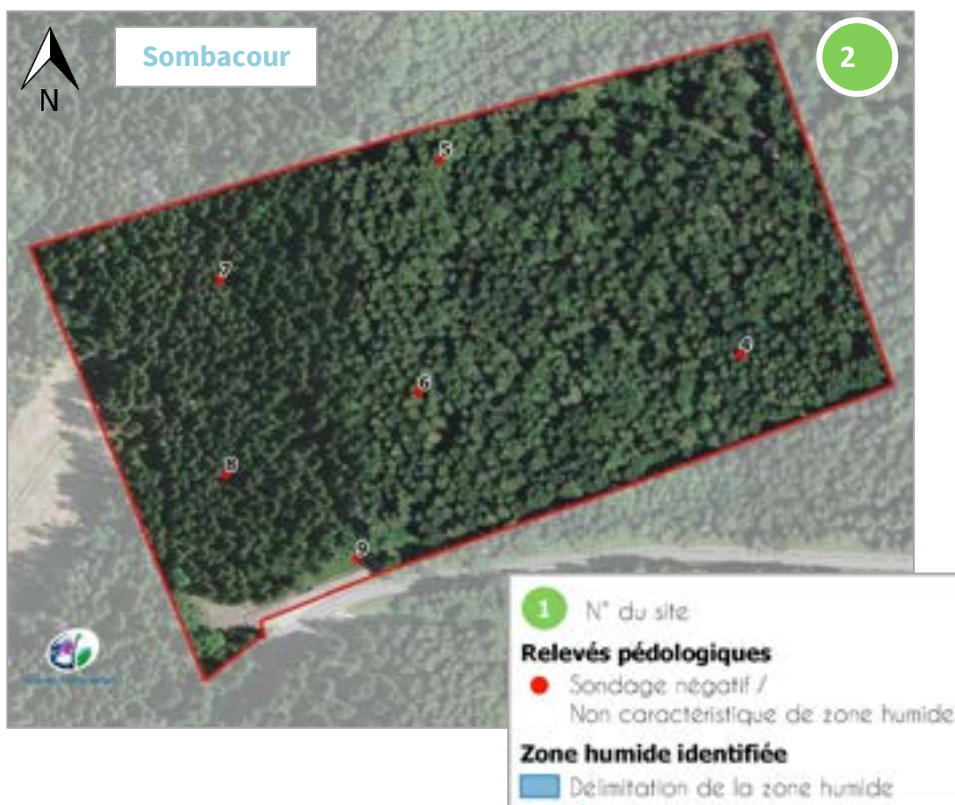 Sombacour
2
N
5
7
4
6
8
9
1 N° du site
Relevés pédologiques
Sondage négatif /
Non caractéristique de zone humide
Zone humide identifiée
Délimitation de la zone humide